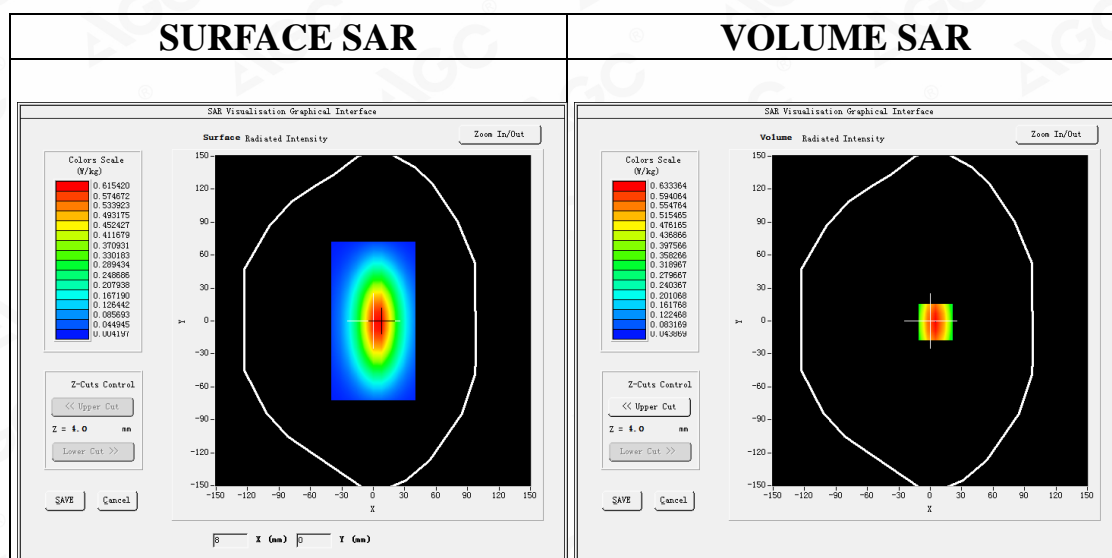 SURFACE SAR
VOLUME SAR
SAR Visualisation Graphical Interface
Surface Radiated Intensity
Zoom In/Out
Colors Scale
(W/kg)
0.615420
0.574672
0.533923
0.493175
0.452427
0.411679
0.370931
0.330183
0.289434
0.248686
0.207938
0.167190
0.126442
0.085693
0.044945
0.004197
Z-Cuts Control
<< Upper Cut
Z = 4.0 mm
Lower Cut >>
SAVE
Cancel
150
120
90
60
30
0
-30
-60
-90
-120
-150
Y
-150 -120 -90 -60 -30 0 30 60 90 120 150
X
8 X (mm) 0 Y (mm)
SAR Visualisation Graphical Interface
Volume Radiated Intensity
Zoom In/Out
Colors Scale
(W/kg)
0.633364
0.594064
0.554764
0.515465
0.476165
0.436866
0.397566
0.358266
0.318967
0.279667
0.240367
0.201068
0.161768
0.122468
0.083169
0.043869
Z-Cuts Control
<< Upper Cut
Z = 4.0 mm
Lower Cut >>
SAVE
Cancel
150
120
90
60
30
0
-30
-60
-90
-120
-150
Y
-150 -120 -90 -60 -30 0 30 60 90 120 150
X